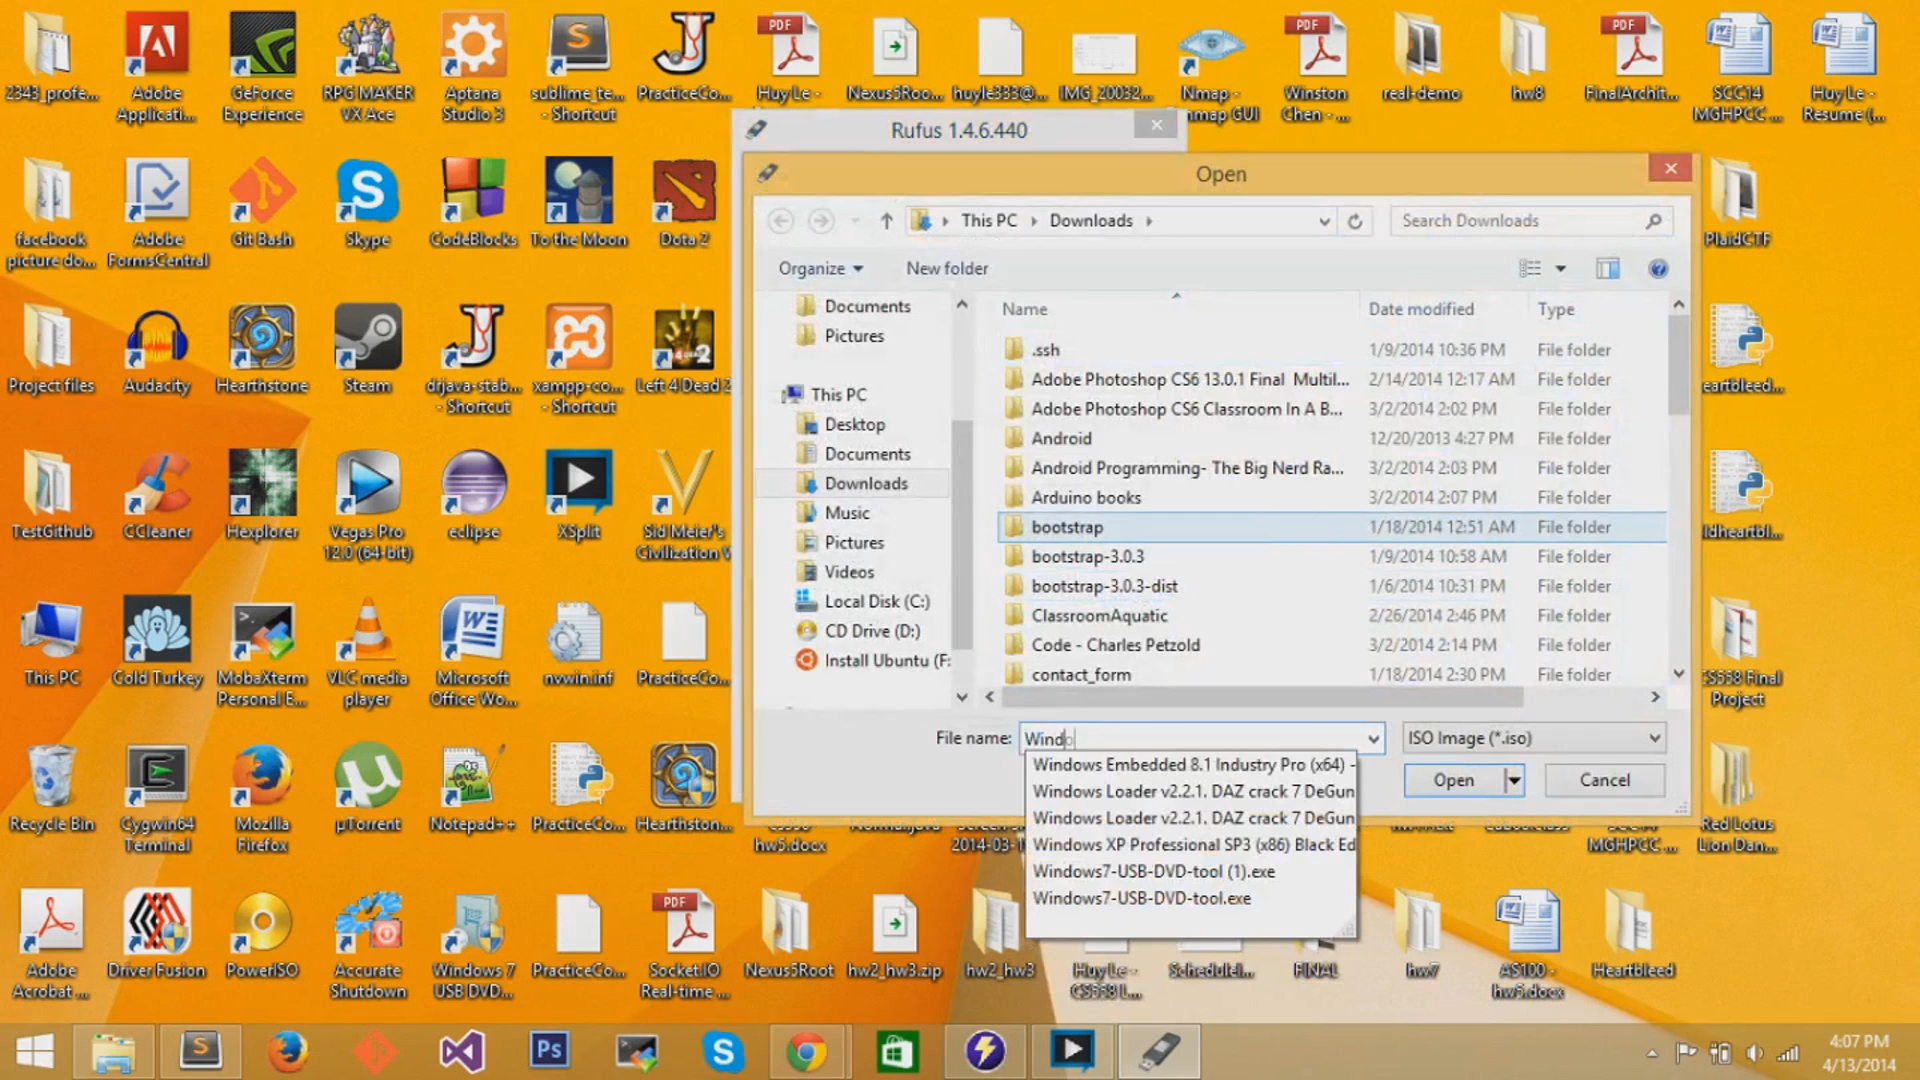 2343_profe...
Adobe
Applicati...
GeForce
Experience
RPG MAKER
VX Ace
Aptana
Studio 3
sublime_te...
- Shortcut
PracticeCo...
PDF
Huy Le -
Nexus5Roo...
huyle333@...
IMG_20032...
Nmap -
nmap GUI
PDF
Winston
Chen - ...
real-demo
hw8
PDF
FinalArchit...
SCC14
MGHPCC ...
Huy Le -
Resume (...
facebook
picture do...
Adobe
FormsCentral
Git Bash
Skype
CodeBlocks
To the Moon
Dota 2
PlaidCTF
Project files
Audacity
Hearthstone
Steam
drjava-stab...
- Shortcut
xampp-co...
- Shortcut
Left 4 Dead 2
eartbleed...
TestGithub
CCleaner
Hexplorer
Vegas Pro
12.0 (64-bit)
eclipse
XSplit
Sid Meier's
Civilization V
ldheartbl...
This PC
Cold Turkey
MobaXterm
Personal E...
VLC media
player
Microsoft
Office Wo...
nvwin.inf
PracticeCo...
CS558 Final
Project
Recycle Bin
Cygwin64
Terminal
Mozilla
Firefox
µTorrent
Notepad++
PracticeCo...
Hearthston...
hw5.docx
2014-03-1
MGHPCC ...
Red Lotus
Lion Dan...
Adobe
Acrobat ...
Driver Fusion
PowerISO
Accurate
Shutdown
Windows 7
USB DVD...
PracticeCo...
PDF
Socket.IO
Real-time ...
Nexus5Root
hw2_hw3.zip
hw2_hw3
Huy Le -
CS558 L...
Schedulei...
FINAL
hw7
AS100 -
hw5.docx
Heartbleed
Rufus 1.4.6.440
Open
This PC
Downloads
Search Downloads
Organize
New folder
Documents
Pictures
This PC
Desktop
Documents
Downloads
Music
Pictures
Videos
Local Disk (C:)
CD Drive (D:)
Install Ubuntu (F:
Name Date modified Type
.ssh 1/9/2014 10:36 PM File folder
Adobe Photoshop CS6 13.0.1 Final Multil... 2/14/2014 12:17 AM File folder
Adobe Photoshop CS6 Classroom In A B... 3/2/2014 2:02 PM File folder
Android 12/20/2013 4:27 PM File folder
Android Programming- The Big Nerd Ra... 3/2/2014 2:03 PM File folder
Arduino books 3/2/2014 2:07 PM File folder
bootstrap 1/18/2014 12:51 AM File folder
bootstrap-3.0.3 1/9/2014 10:58 AM File folder
bootstrap-3.0.3-dist 1/6/2014 10:31 PM File folder
ClassroomAquatic 2/26/2014 2:46 PM File folder
Code - Charles Petzold 3/2/2014 2:14 PM File folder
contact_form 1/18/2014 2:30 PM File folder
File name: Windo
ISO Image (*.iso)
Open
Cancel
Windows Embedded 8.1 Industry Pro (x64) -
Windows Loader v2.2.1. DAZ crack 7 DeGun
Windows Loader v2.2.1. DAZ crack 7 DeGun
Windows XP Professional SP3 (x86) Black Ed
Windows7-USB-DVD-tool (1).exe
Windows7-USB-DVD-tool.exe
Ps
4:07 PM
4/13/2014